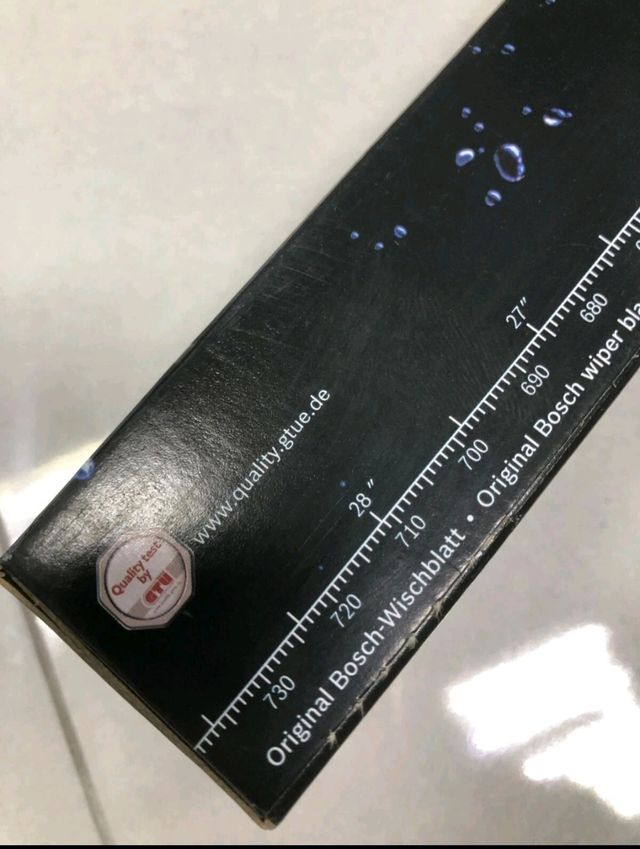 27"
680
690
700
28"
710
720
730
www.quality.gtue.de
Quality test
by
GTÜ
Original Bosch-Wischblatt • Original Bosch wiper